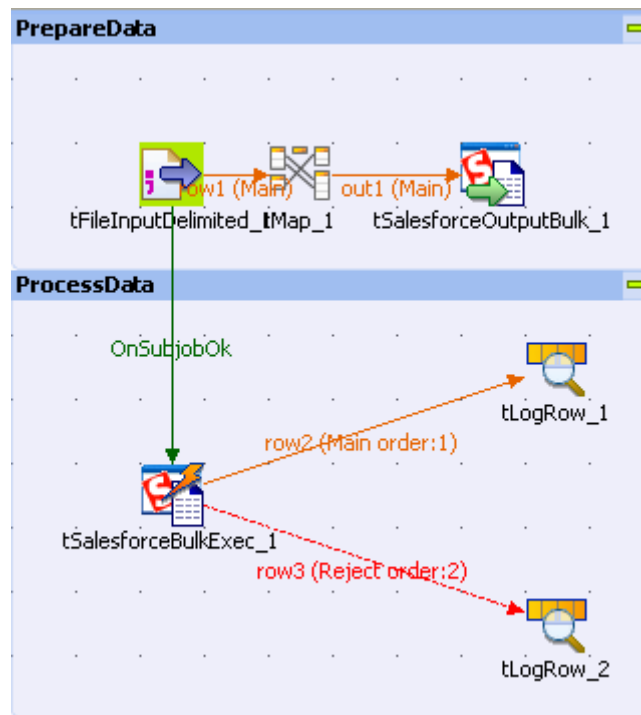 PrepareData
row1 (Main)
out1 (Main)
tFileInputDelimited_1
tMap_1
tSalesforceOutputBulk_1
ProcessData
OnSubjobOk
tLogRow_1
row2 (Main order:1)
tSalesforceBulkExec_1
row3 (Reject order:2)
tLogRow_2